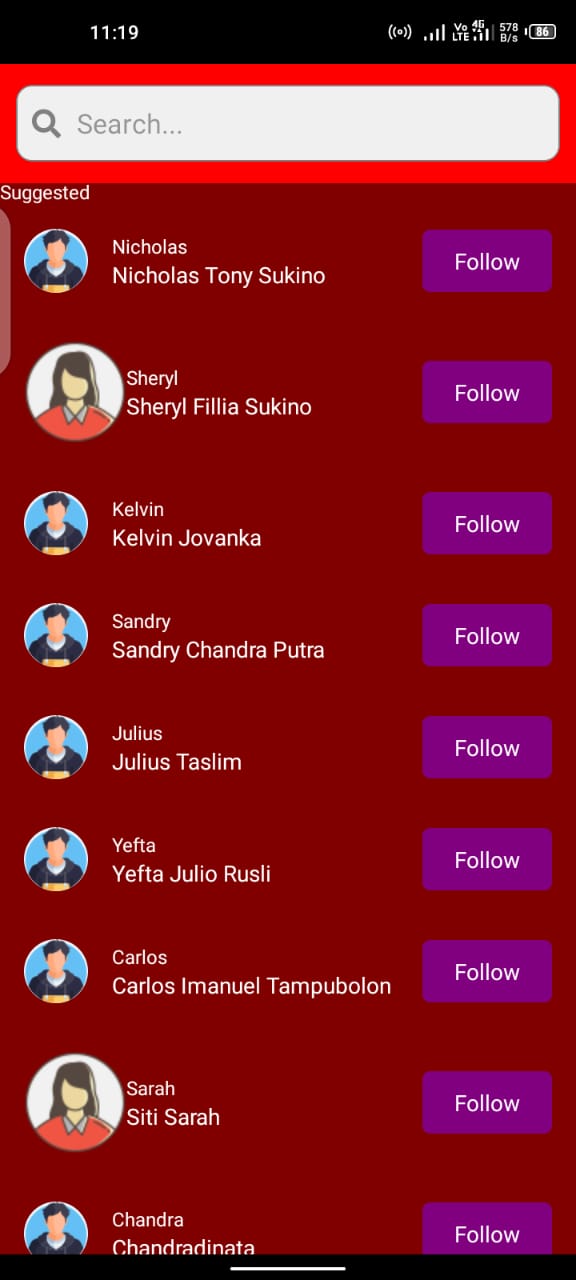 11:19
Vo LTE 4G 578 B/s 86
Search...
Suggested
Nicholas
Nicholas Tony Sukino
Follow
Sheryl
Sheryl Fillia Sukino
Follow
Kelvin
Kelvin Jovanka
Follow
Sandry
Sandry Chandra Putra
Follow
Julius
Julius Taslim
Follow
Yefta
Yefta Julio Rusli
Follow
Carlos
Carlos Imanuel Tampubolon
Follow
Sarah
Siti Sarah
Follow
Chandra
Chandradinata
Follow